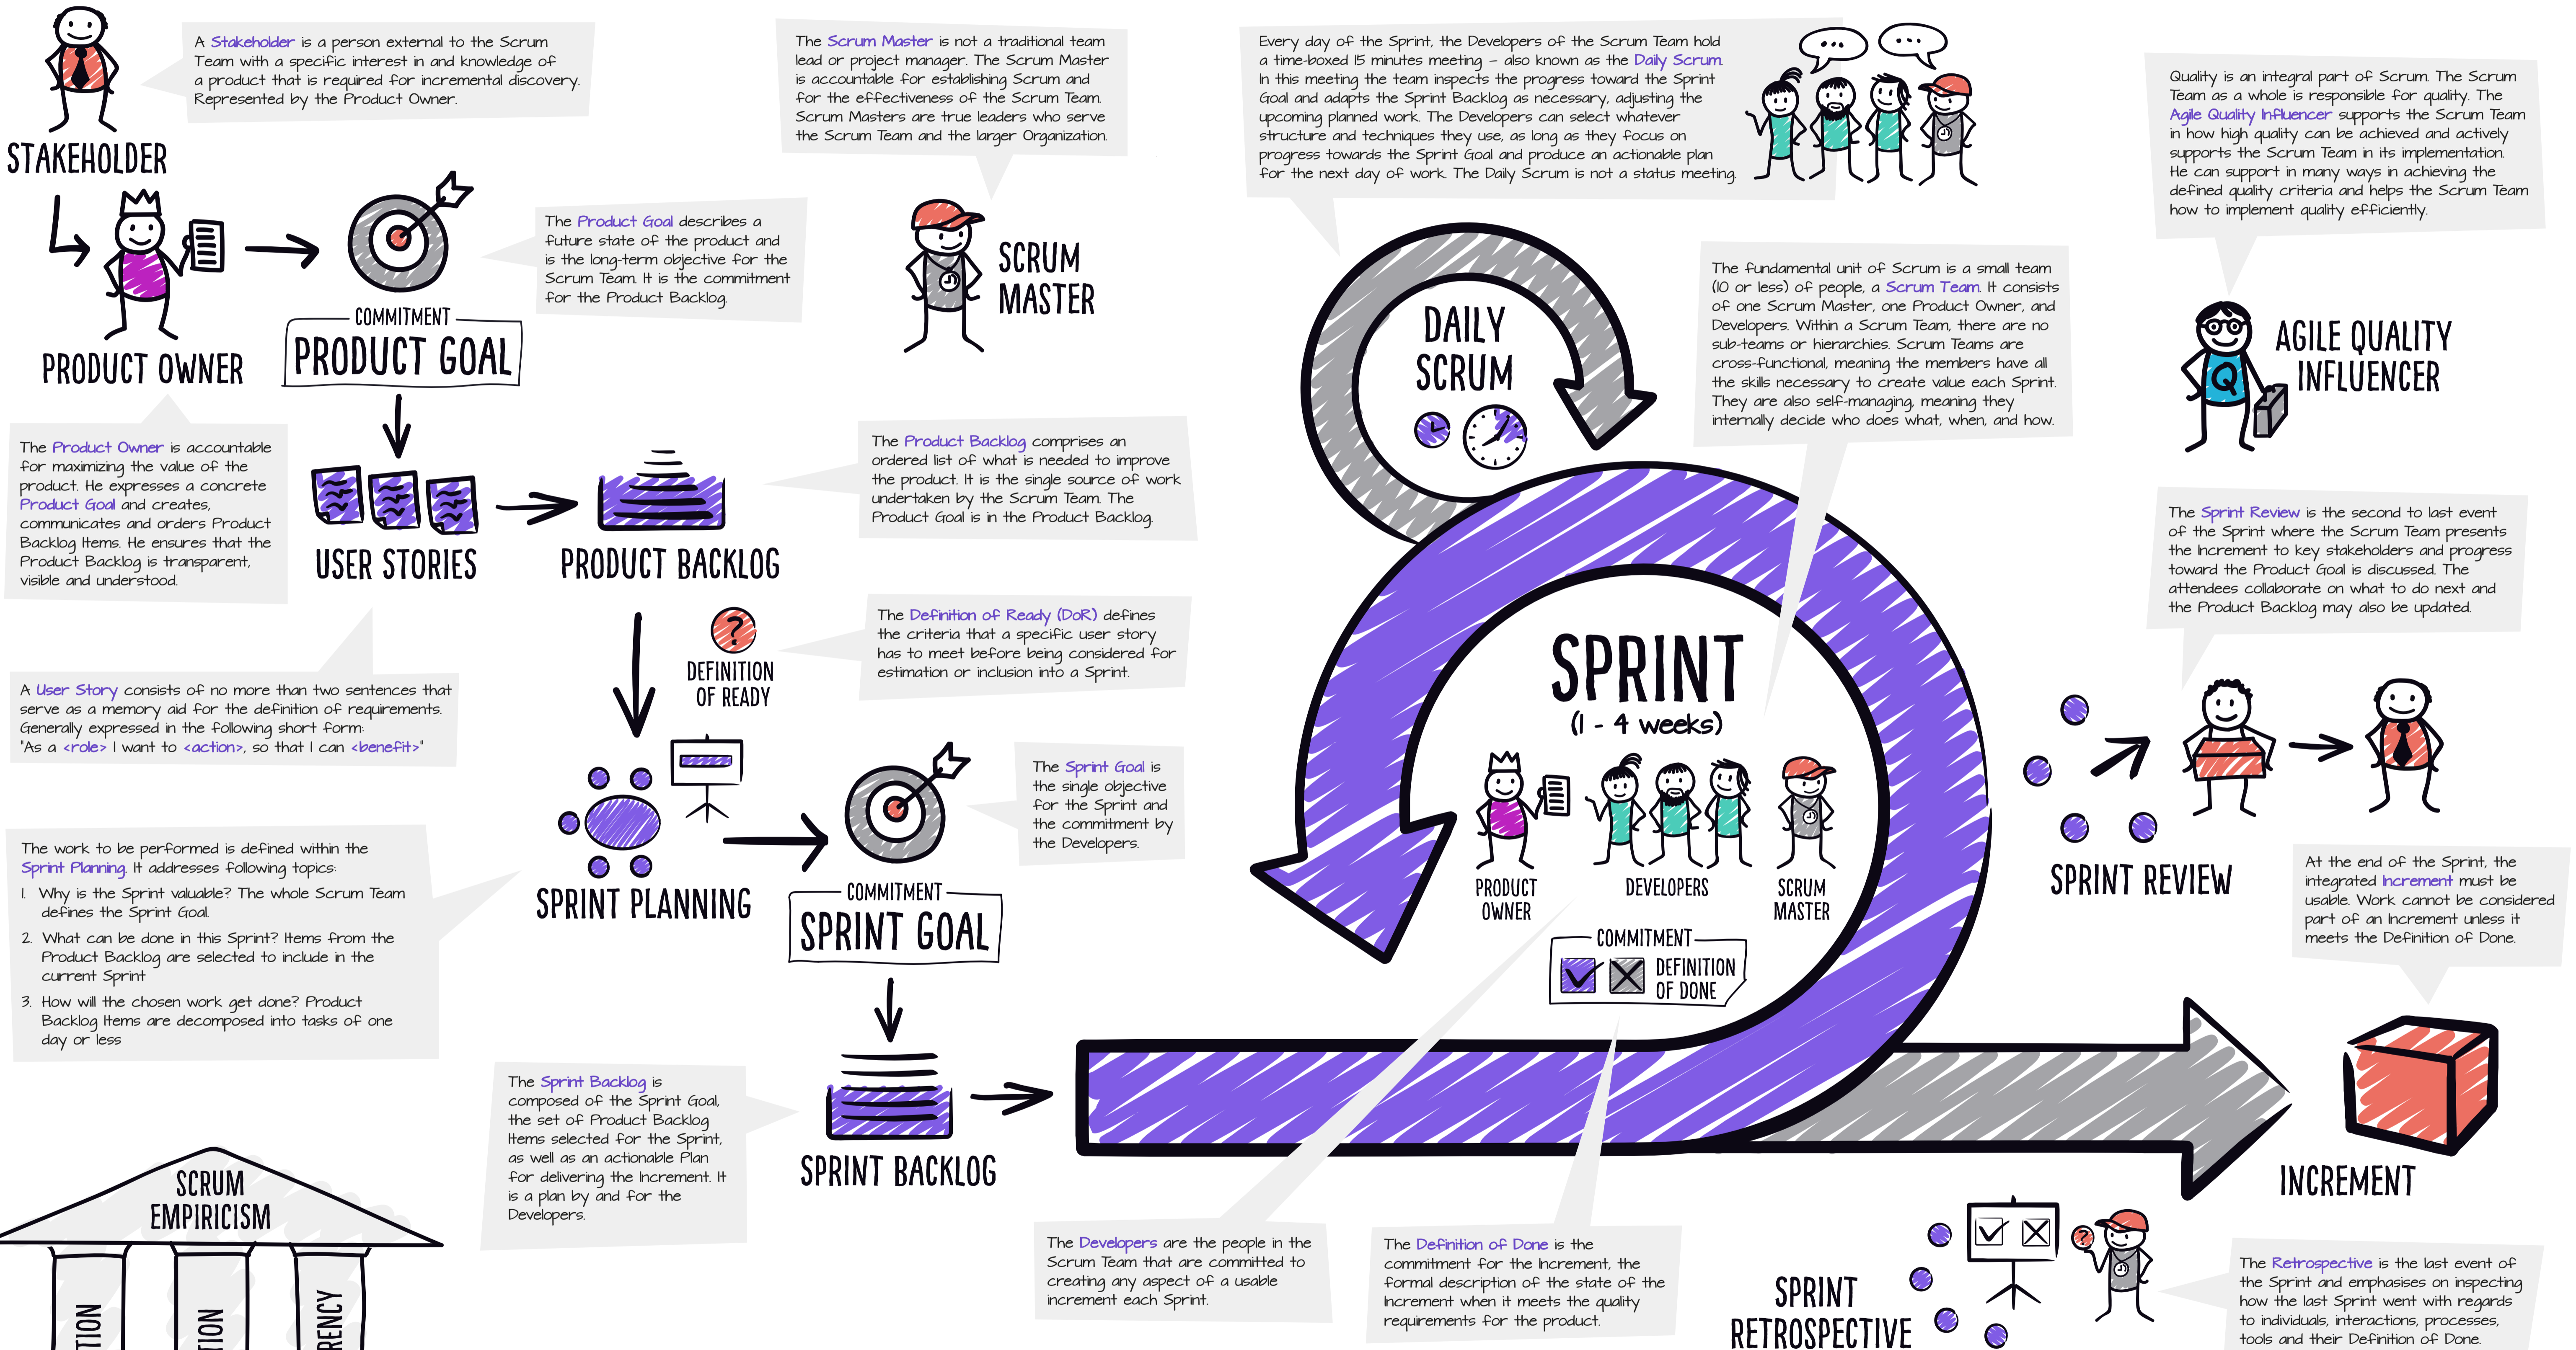 A Stakeholder is a person external to the Scrum
Team with a specific interest in and knowledge of
a product that is required for incremental discovery.
Represented by the Product Owner.
STAKEHOLDER
PRODUCT OWNER
The Product Owner is accountable
for maximizing the value of the
product. He expresses a concrete
Product Goal and creates,
communicates and orders Product
Backlog Items. He ensures that the
Product Backlog is transparent,
visible and understood.
COMMITMENT
PRODUCT GOAL
The Product Goal describes a
future state of the product and
is the long-term objective for the
Scrum Team. It is the commitment
for the Product Backlog.
The Scrum Master is not a traditional team
lead or project manager. The Scrum Master
is accountable for establishing Scrum and
for the effectiveness of the Scrum Team.
Scrum Masters are true leaders who serve
the Scrum Team and the larger Organization.
SCRUM
MASTER
USER STORIES
A User Story consists of no more than two sentences that
serve as a memory aid for the definition of requirements.
Generally expressed in the following short form:
"As a <role> I want to <action>, so that I can <benefit>"
PRODUCT BACKLOG
The Product Backlog comprises an
ordered list of what is needed to improve
the product. It is the single source of work
undertaken by the Scrum Team. The
Product Goal is in the Product Backlog.
?
DEFINITION
OF READY
The Definition of Ready (DoR) defines
the criteria that a specific user story
has to meet before being considered for
estimation or inclusion into a Sprint.
The work to be performed is defined within the
Sprint Planning. It addresses following topics:
1. Why is the Sprint valuable? The whole Scrum Team
defines the Sprint Goal.
2. What can be done in this Sprint? Items from the
Product Backlog are selected to include in the
current Sprint
3. How will the chosen work get done? Product
Backlog Items are decomposed into tasks of one
day or less
SPRINT PLANNING
COMMITMENT
SPRINT GOAL
The Sprint Goal is
the single objective
for the Sprint and
the commitment by
the Developers.
The Sprint Backlog is
composed of the Sprint Goal,
the set of Product Backlog
Items selected for the Sprint,
as well as an actionable Plan
for delivering the Increment. It
is a plan by and for the
Developers.
SPRINT BACKLOG
SCRUM
EMPIRICISM
TION
TION
RENCY
Every day of the Sprint, the Developers of the Scrum Team hold
a time-boxed 15 minutes meeting – also known as the Daily Scrum.
In this meeting the team inspects the progress toward the Sprint
Goal and adapts the Sprint Backlog as necessary, adjusting the
upcoming planned work. The Developers can select whatever
structure and techniques they use, as long as they focus on
progress towards the Sprint Goal and produce an actionable plan
for the next day of work. The Daily Scrum is not a status meeting.
... ...
DAILY
SCRUM
The fundamental unit of Scrum is a small team
(10 or less) of people, a Scrum Team. It consists
of one Scrum Master, one Product Owner, and
Developers. Within a Scrum Team, there are no
sub-teams or hierarchies. Scrum Teams are
cross-functional, meaning the members have all
the skills necessary to create value each Sprint.
They are also self-managing, meaning they
internally decide who does what, when, and how.
SPRINT
(1 - 4 weeks)
PRODUCT
OWNER
DEVELOPERS
SCRUM
MASTER
COMMITMENT
DEFINITION
OF DONE
The Developers are the people in the
Scrum Team that are committed to
creating any aspect of a usable
increment each Sprint.
The Definition of Done is the
commitment for the Increment, the
formal description of the state of the
Increment when it meets the quality
requirements for the product.
Quality is an integral part of Scrum. The Scrum
Team as a whole is responsible for quality. The
Agile Quality Influencer supports the Scrum Team
in how high quality can be achieved and actively
supports the Scrum Team in its implementation.
He can support in many ways in achieving the
defined quality criteria and helps the Scrum Team
how to implement quality efficiently.
Q
AGILE QUALITY
INFLUENCER
The Sprint Review is the second to last event
of the Sprint where the Scrum Team presents
the Increment to key stakeholders and progress
toward the Product Goal is discussed. The
attendees collaborate on what to do next and
the Product Backlog may also be updated.
SPRINT REVIEW
At the end of the Sprint, the
integrated Increment must be
usable. Work cannot be considered
part of an Increment unless it
meets the Definition of Done.
INCREMENT
?
SPRINT
RETROSPECTIVE
The Retrospective is the last event of
the Sprint and emphasises on inspecting
how the last Sprint went with regards
to individuals, interactions, processes,
tools and their Definition of Done.